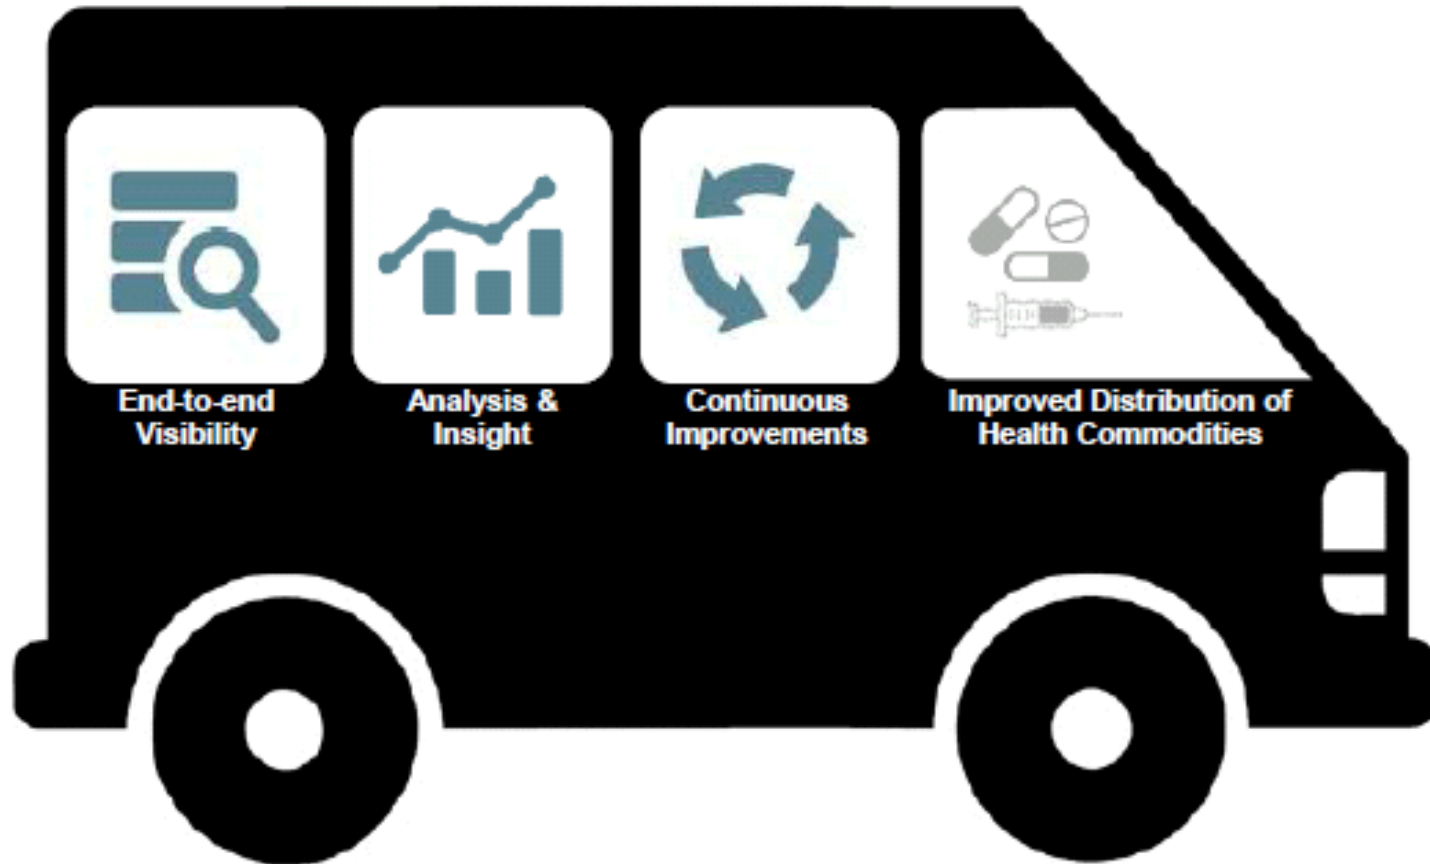 End-to-end
Visibility
Analysis &
Insight
Continuous
Improvements
Improved Distribution of
Health Commodities